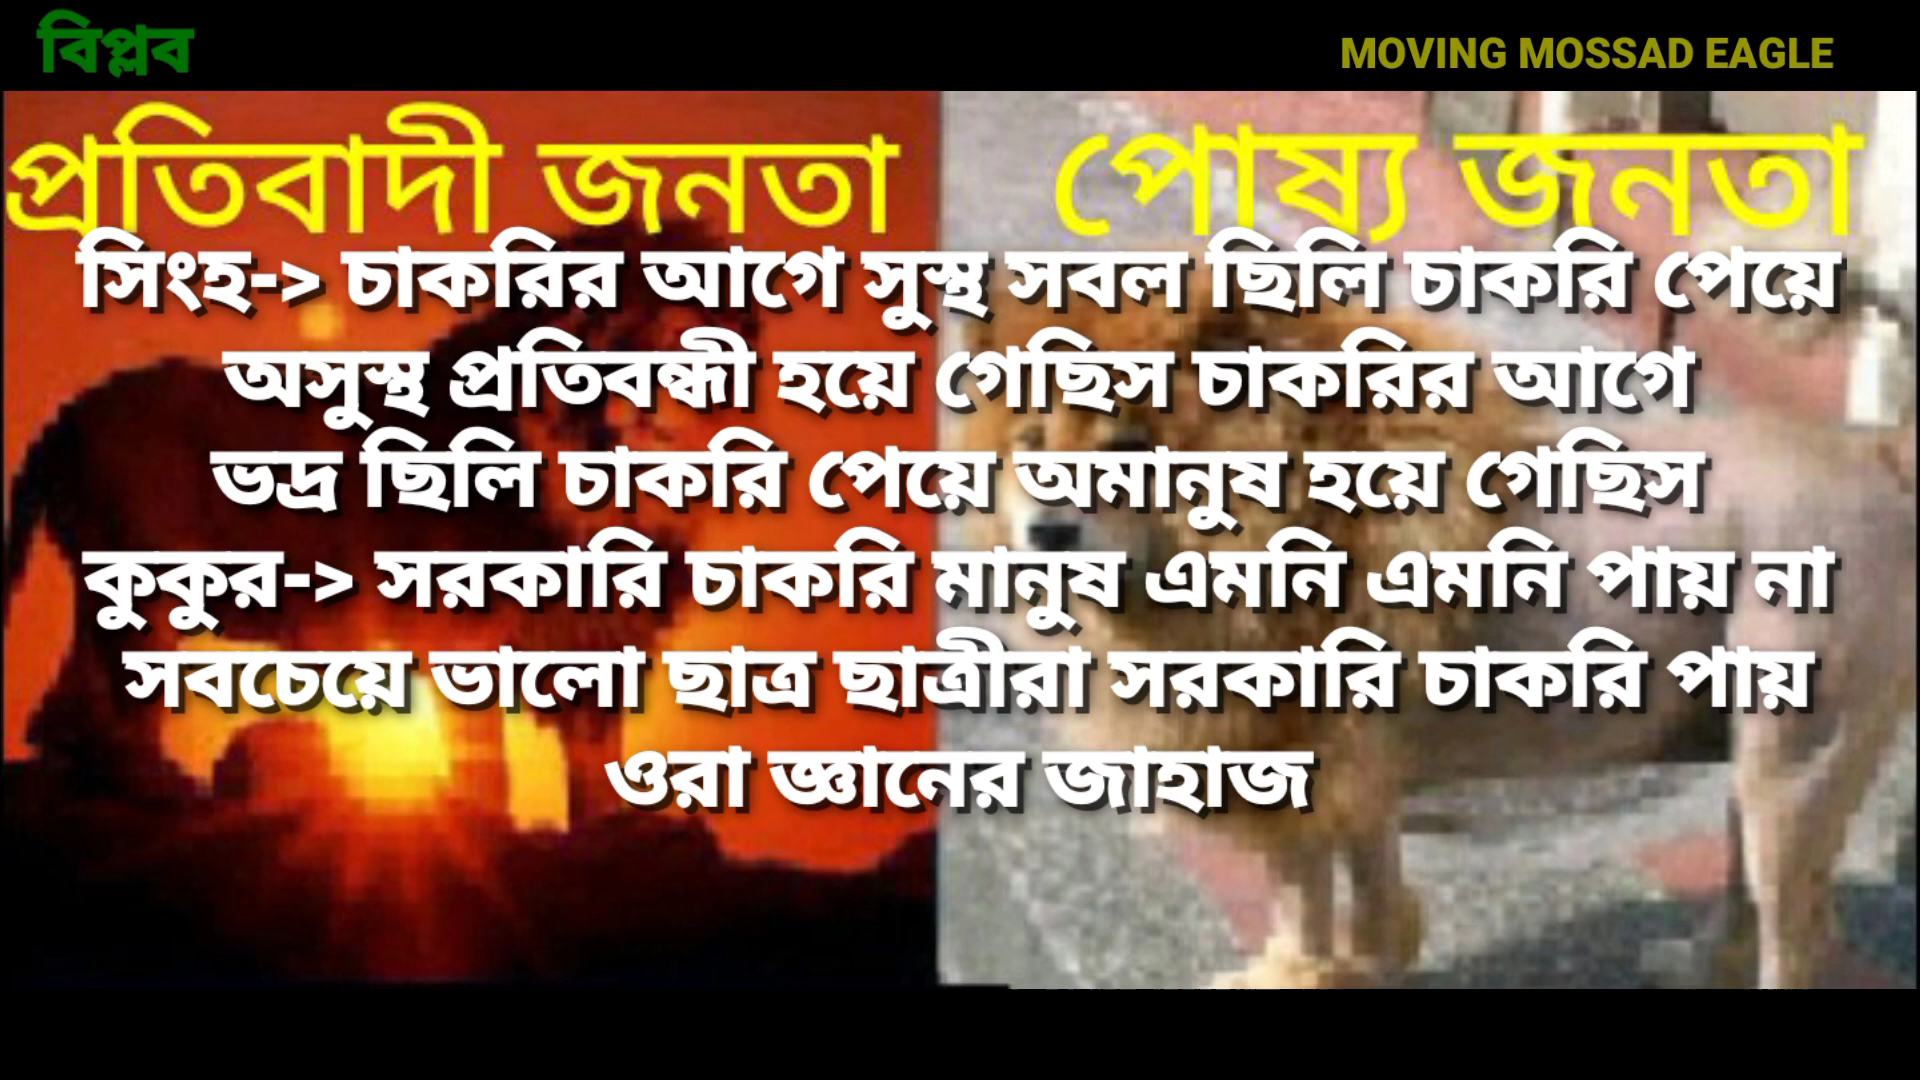 বিপ্লব
MOVING MOSSAD EAGLE
প্রতিবাদী জনতা
পোষ্য জনতা
সিংহ-> চাকরির আগে সুস্থ সবল ছিলি চাকরি পেয়ে
অসুস্থ প্রতিবন্ধী হয়ে গেছিস চাকরির আগে
ভদ্র ছিলি চাকরি পেয়ে অমানুষ হয়ে গেছিস
কুকুর-> সরকারি চাকরি মানুষ এমনি এমনি পায় না
সবচেয়ে ভালো ছাত্র ছাত্রীরা সরকারি চাকরি পায়
ওরা জ্ঞানের জাহাজ